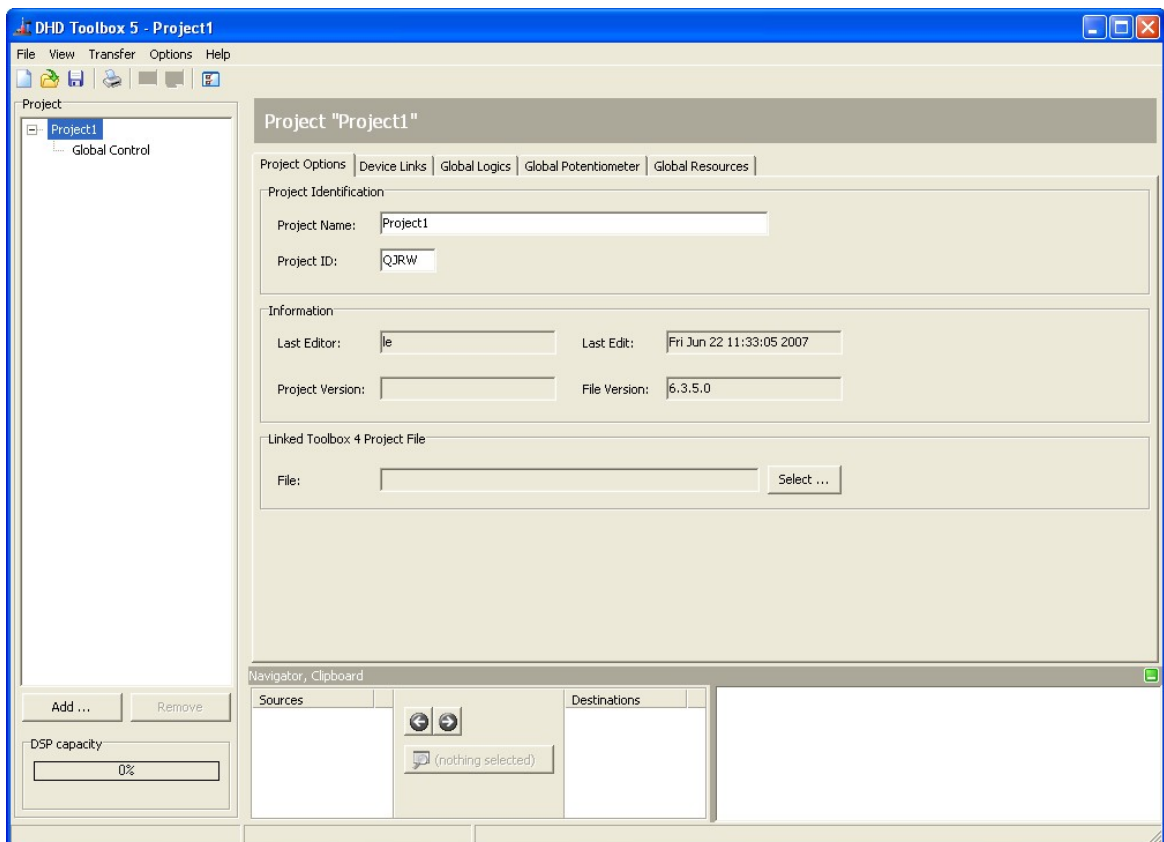 DHD Toolbox 5 - Project1
File View Transfer Options Help
Project
Project1
Global Control
Add ...
Remove
DSP capacity
0%
Project "Project1"
Project Options Device Links Global Logics Global Potentiometer Global Resources
Project Identification
Project Name: Project1
Project ID: QJRW
Information
Last Editor: le Last Edit: Fri Jun 22 11:33:05 2007
Project Version: File Version: 6.3.5.0
Linked Toolbox 4 Project File
File: Select ...
Navigator, Clipboard
Sources Destinations
(nothing selected)